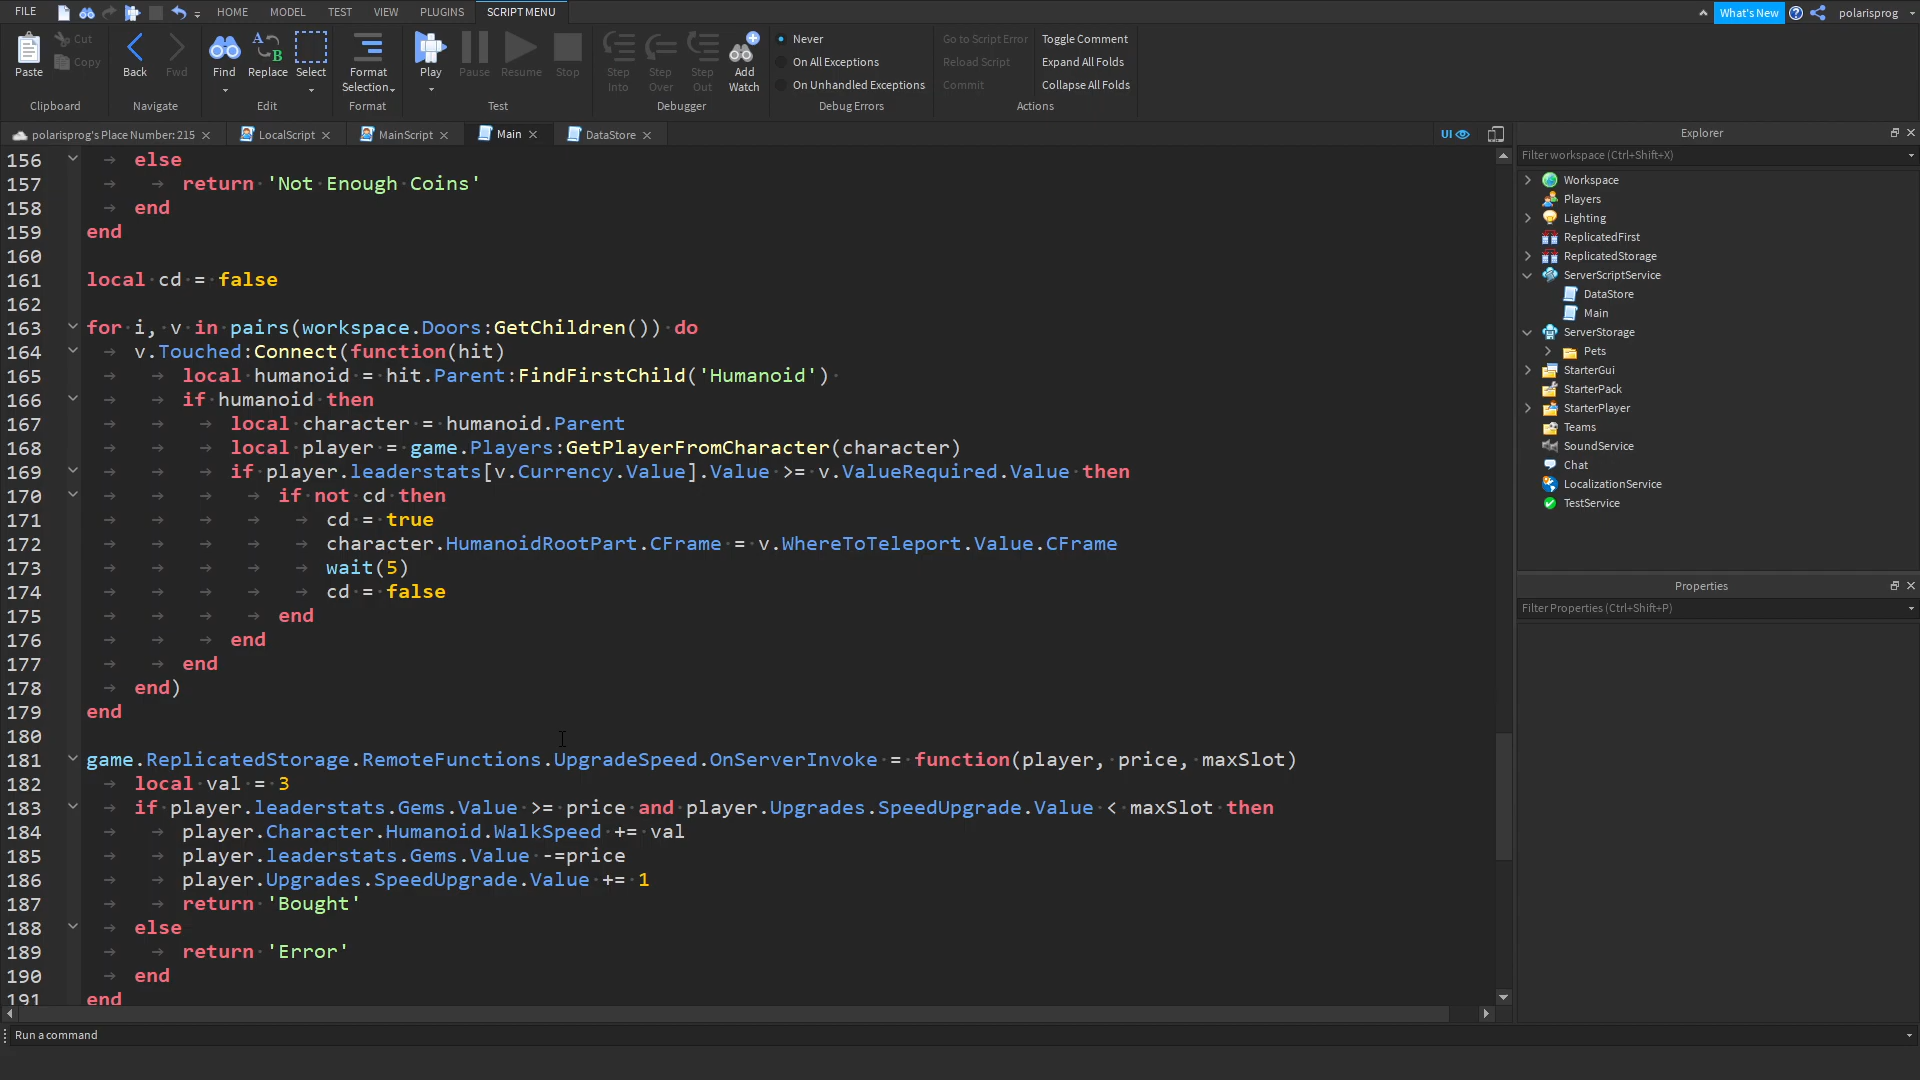 FILE HOME MODEL TEST VIEW PLUGINS SCRIPT MENU What's New polarisprog
Paste Cut Copy Clipboard
Back Fwd Navigate
Find Replace Select Edit
Format Selection Format
Play Pause Resume Stop Test
Step Into Step Over Step Out Add Watch Debugger
Never
On All Exceptions
On Unhandled Exceptions
Debug Errors
Go to Script Error Toggle Comment
Reload Script Expand All Folds
Commit Collapse All Folds
Actions
polarisprog's Place Number: 215 LocalScript MainScript Main DataStore UI
156 else
157 return 'Not Enough Coins'
158 end
159 end
160
161 local cd = false
162
163 for i, v in pairs(workspace.Doors:GetChildren()) do
164 v.Touched:Connect(function(hit)
165 local humanoid = hit.Parent:FindFirstChild('Humanoid')
166 if humanoid then
167 local character = humanoid.Parent
168 local player = game.Players:GetPlayerFromCharacter(character)
169 if player.leaderstats[v.Currency.Value].Value >= v.ValueRequired.Value then
170 if not cd then
171 cd = true
172 character.HumanoidRootPart.CFrame = v.WhereToTeleport.Value.CFrame
173 wait(5)
174 cd = false
175 end
176 end
177 end
178 end)
179 end
180
181 game.ReplicatedStorage.RemoteFunctions.UpgradeSpeed.OnServerInvoke = function(player, price, maxSlot)
182 local val = 3
183 if player.leaderstats.Gems.Value >= price and player.Upgrades.SpeedUpgrade.Value < maxSlot then
184 player.Character.Humanoid.WalkSpeed += val
185 player.leaderstats.Gems.Value -=price
186 player.Upgrades.SpeedUpgrade.Value += 1
187 return 'Bought'
188 else
189 return 'Error'
190 end
191 end
Run a command
Explorer
Filter workspace (Ctrl+Shift+X)
Workspace
Players
Lighting
ReplicatedFirst
ReplicatedStorage
ServerScriptService
DataStore
Main
ServerStorage
Pets
StarterGui
StarterPack
StarterPlayer
Teams
SoundService
Chat
LocalizationService
TestService
Properties
Filter Properties (Ctrl+Shift+P)